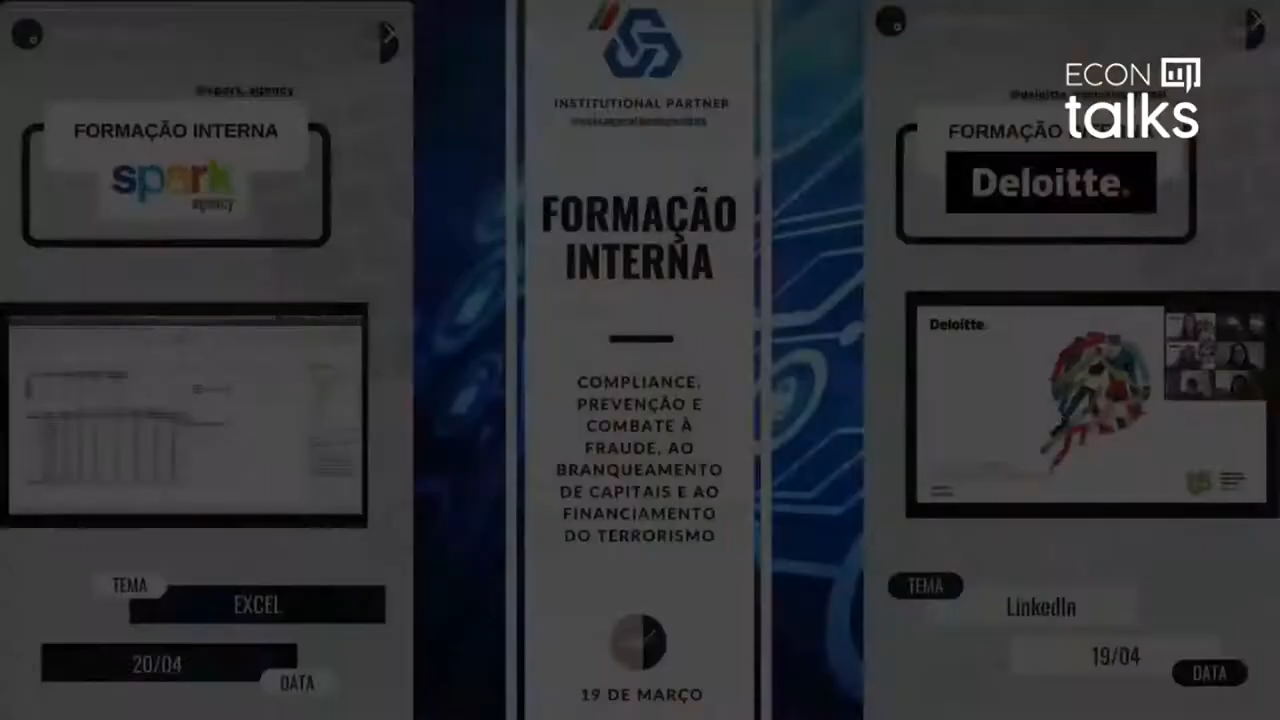 ECON
talks
@spark_agency
FORMAÇÃO INTERNA
spark
agency
TEMA
EXCEL
20/04
DATA
INSTITUTIONAL PARTNER
FORMAÇÃO
INTERNA
COMPLIANCE,
PREVENÇÃO E
COMBATE À
FRAUDE, AO
BRANQUEAMENTO
DE CAPITAIS E AO
FINANCIAMENTO
DO TERRORISMO
19 DE MARÇO
FORMAÇÃO INTERNA
Deloitte.
Deloitte.
TEMA
LinkedIn
19/04
DATA